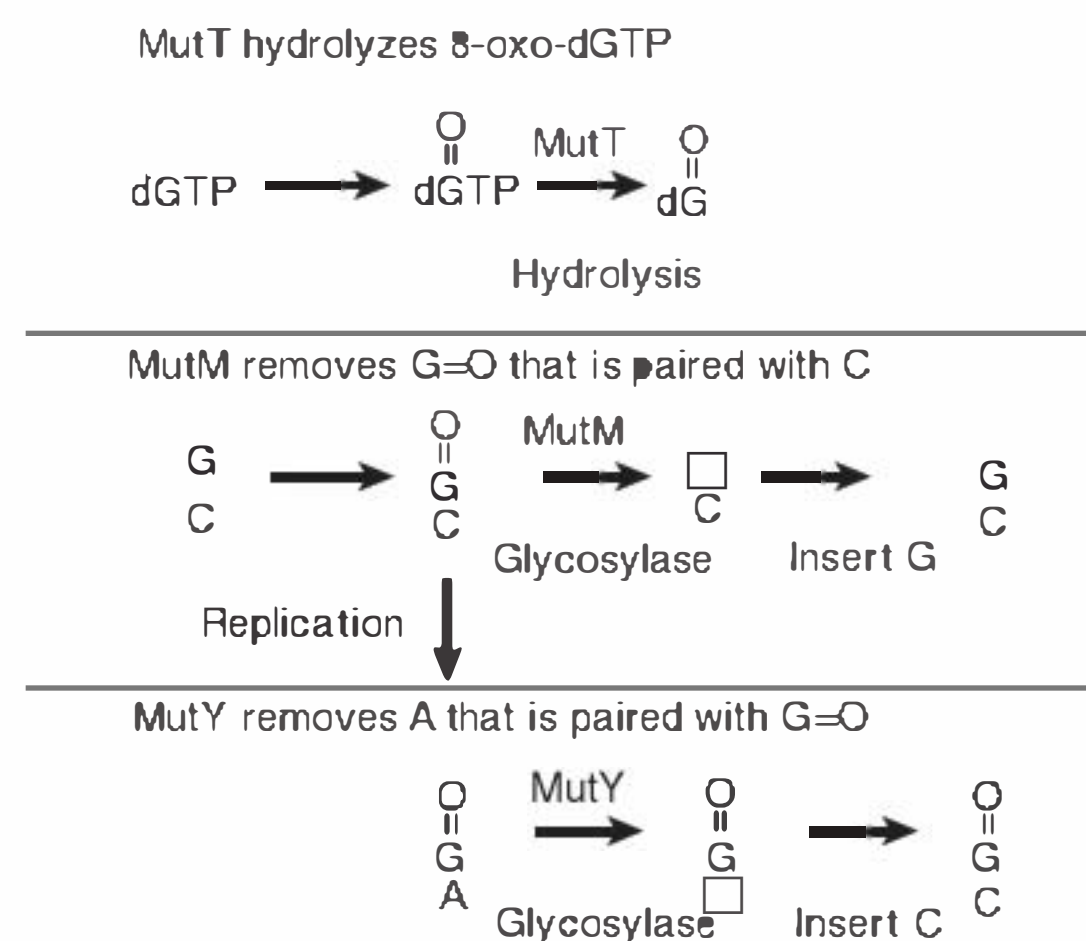 MutT hydrolyzes 8-oxo-dGTP
O
MutT
O
dGTP
dGTP
dG
Hydrolysis
MutM removes G=O that is paired with C
O
MutM
G
G
G
C
C
C
C
Glycosylase
Insert G
Replication
MutY removes A that is paired with G=O
O
MutY
O
O
G
G
G
A
C
Glycosylase
Insert C